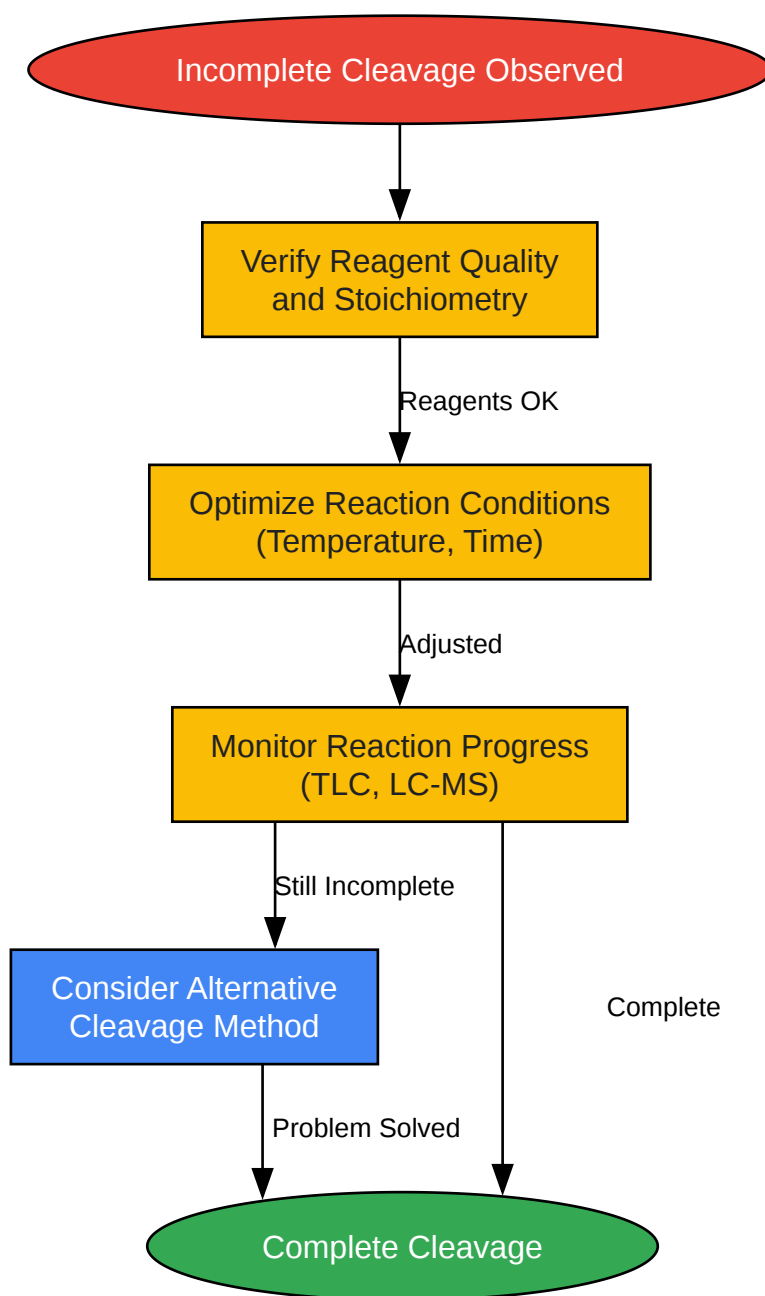 Incomplete Cleavage Observed
Verify Reagent Quality
and Stoichiometry
Reagents OK
Optimize Reaction Conditions
(Temperature, Time)
Adjusted
Monitor Reaction Progress
(TLC, LC-MS)
Still Incomplete
Consider Alternative
Cleavage Method
Complete
Problem Solved
Complete Cleavage